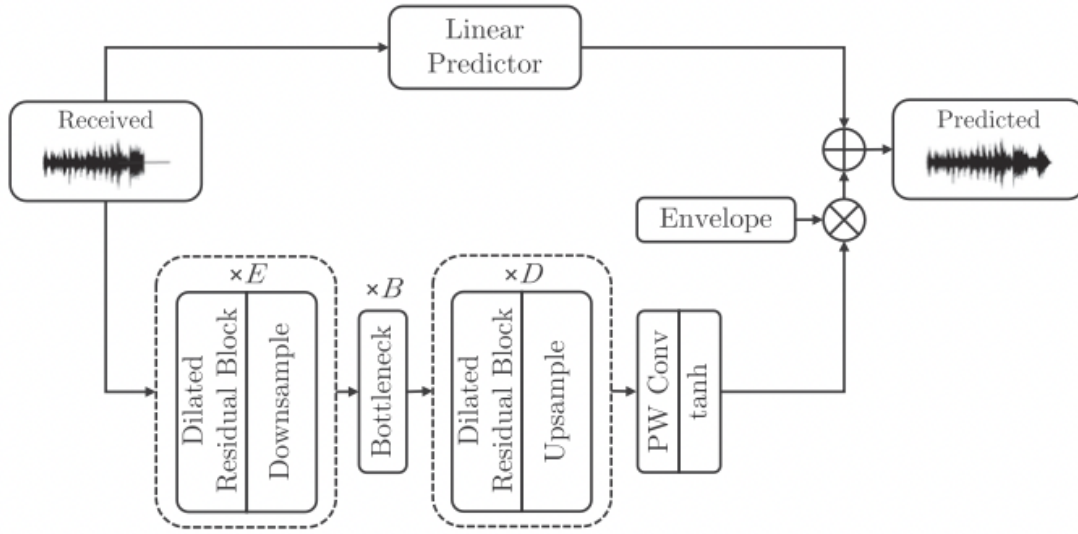 Linear
Predictor
Received
Predicted
Envelope
×E
×B
×D
Dilated
Residual Block
Downsample
Bottleneck
Dilated
Residual Block
Upsample
PW Conv
tanh